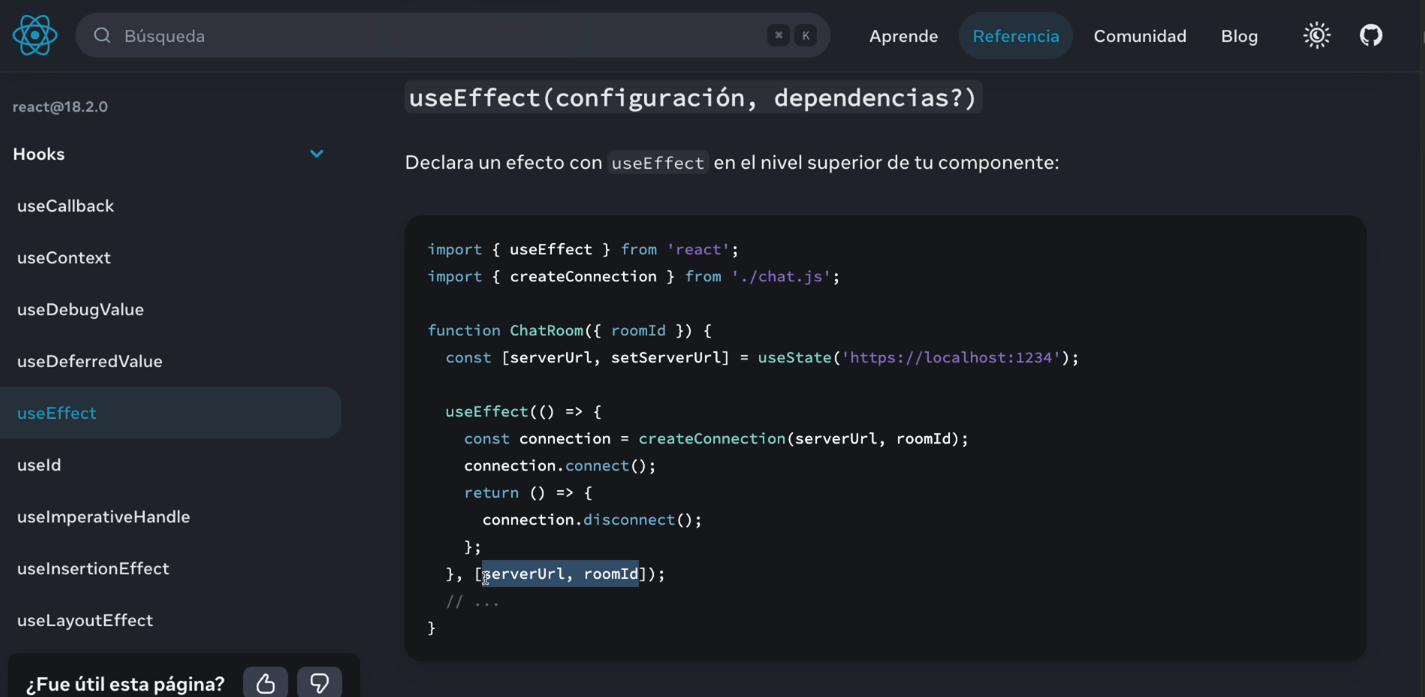 Búsqueda
⌘ K
Aprende
Referencia
Comunidad
Blog
react@18.2.0
Hooks
useCallback
useContext
useDebugValue
useDeferredValue
useEffect
useId
useImperativeHandle
useInsertionEffect
useLayoutEffect
¿Fue útil esta página?
useEffect(configuración, dependencias?)
Declara un efecto con useEffect en el nivel superior de tu componente:
import { useEffect } from 'react';
import { createConnection } from './chat.js';
function ChatRoom({ roomId }) {
  const [serverUrl, setServerUrl] = useState('https://localhost:1234');
  useEffect(() => {
    const connection = createConnection(serverUrl, roomId);
    connection.connect();
    return () => {
      connection.disconnect();
    };
  }, [serverUrl, roomId]);
  // ...
}